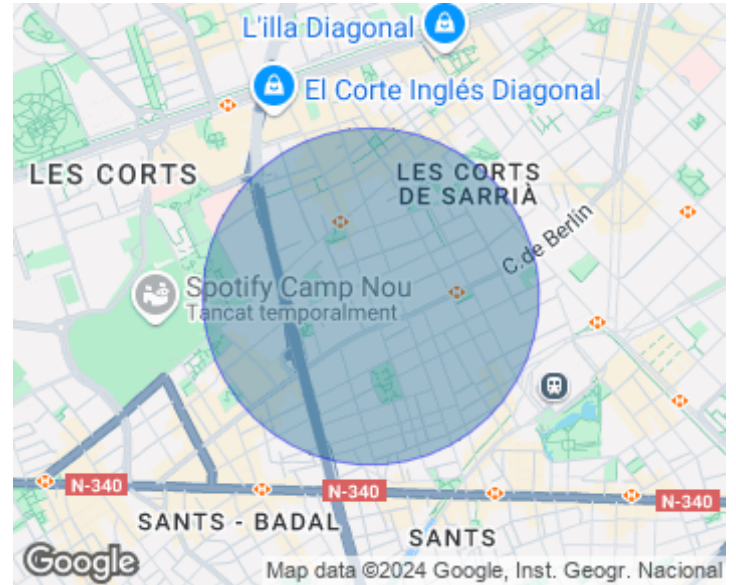 L'illa Diagonal
El Corte Inglés Diagonal
LES CORTS
LES CORTS
DE SARRIÀ
C. de Berlin
Spotify Camp Nou
Tancat temporalment
N-340
N-340
N-340
SANTS - BADAL
SANTS
Google
Map data ©2024 Google, Inst. Geogr. Nacional